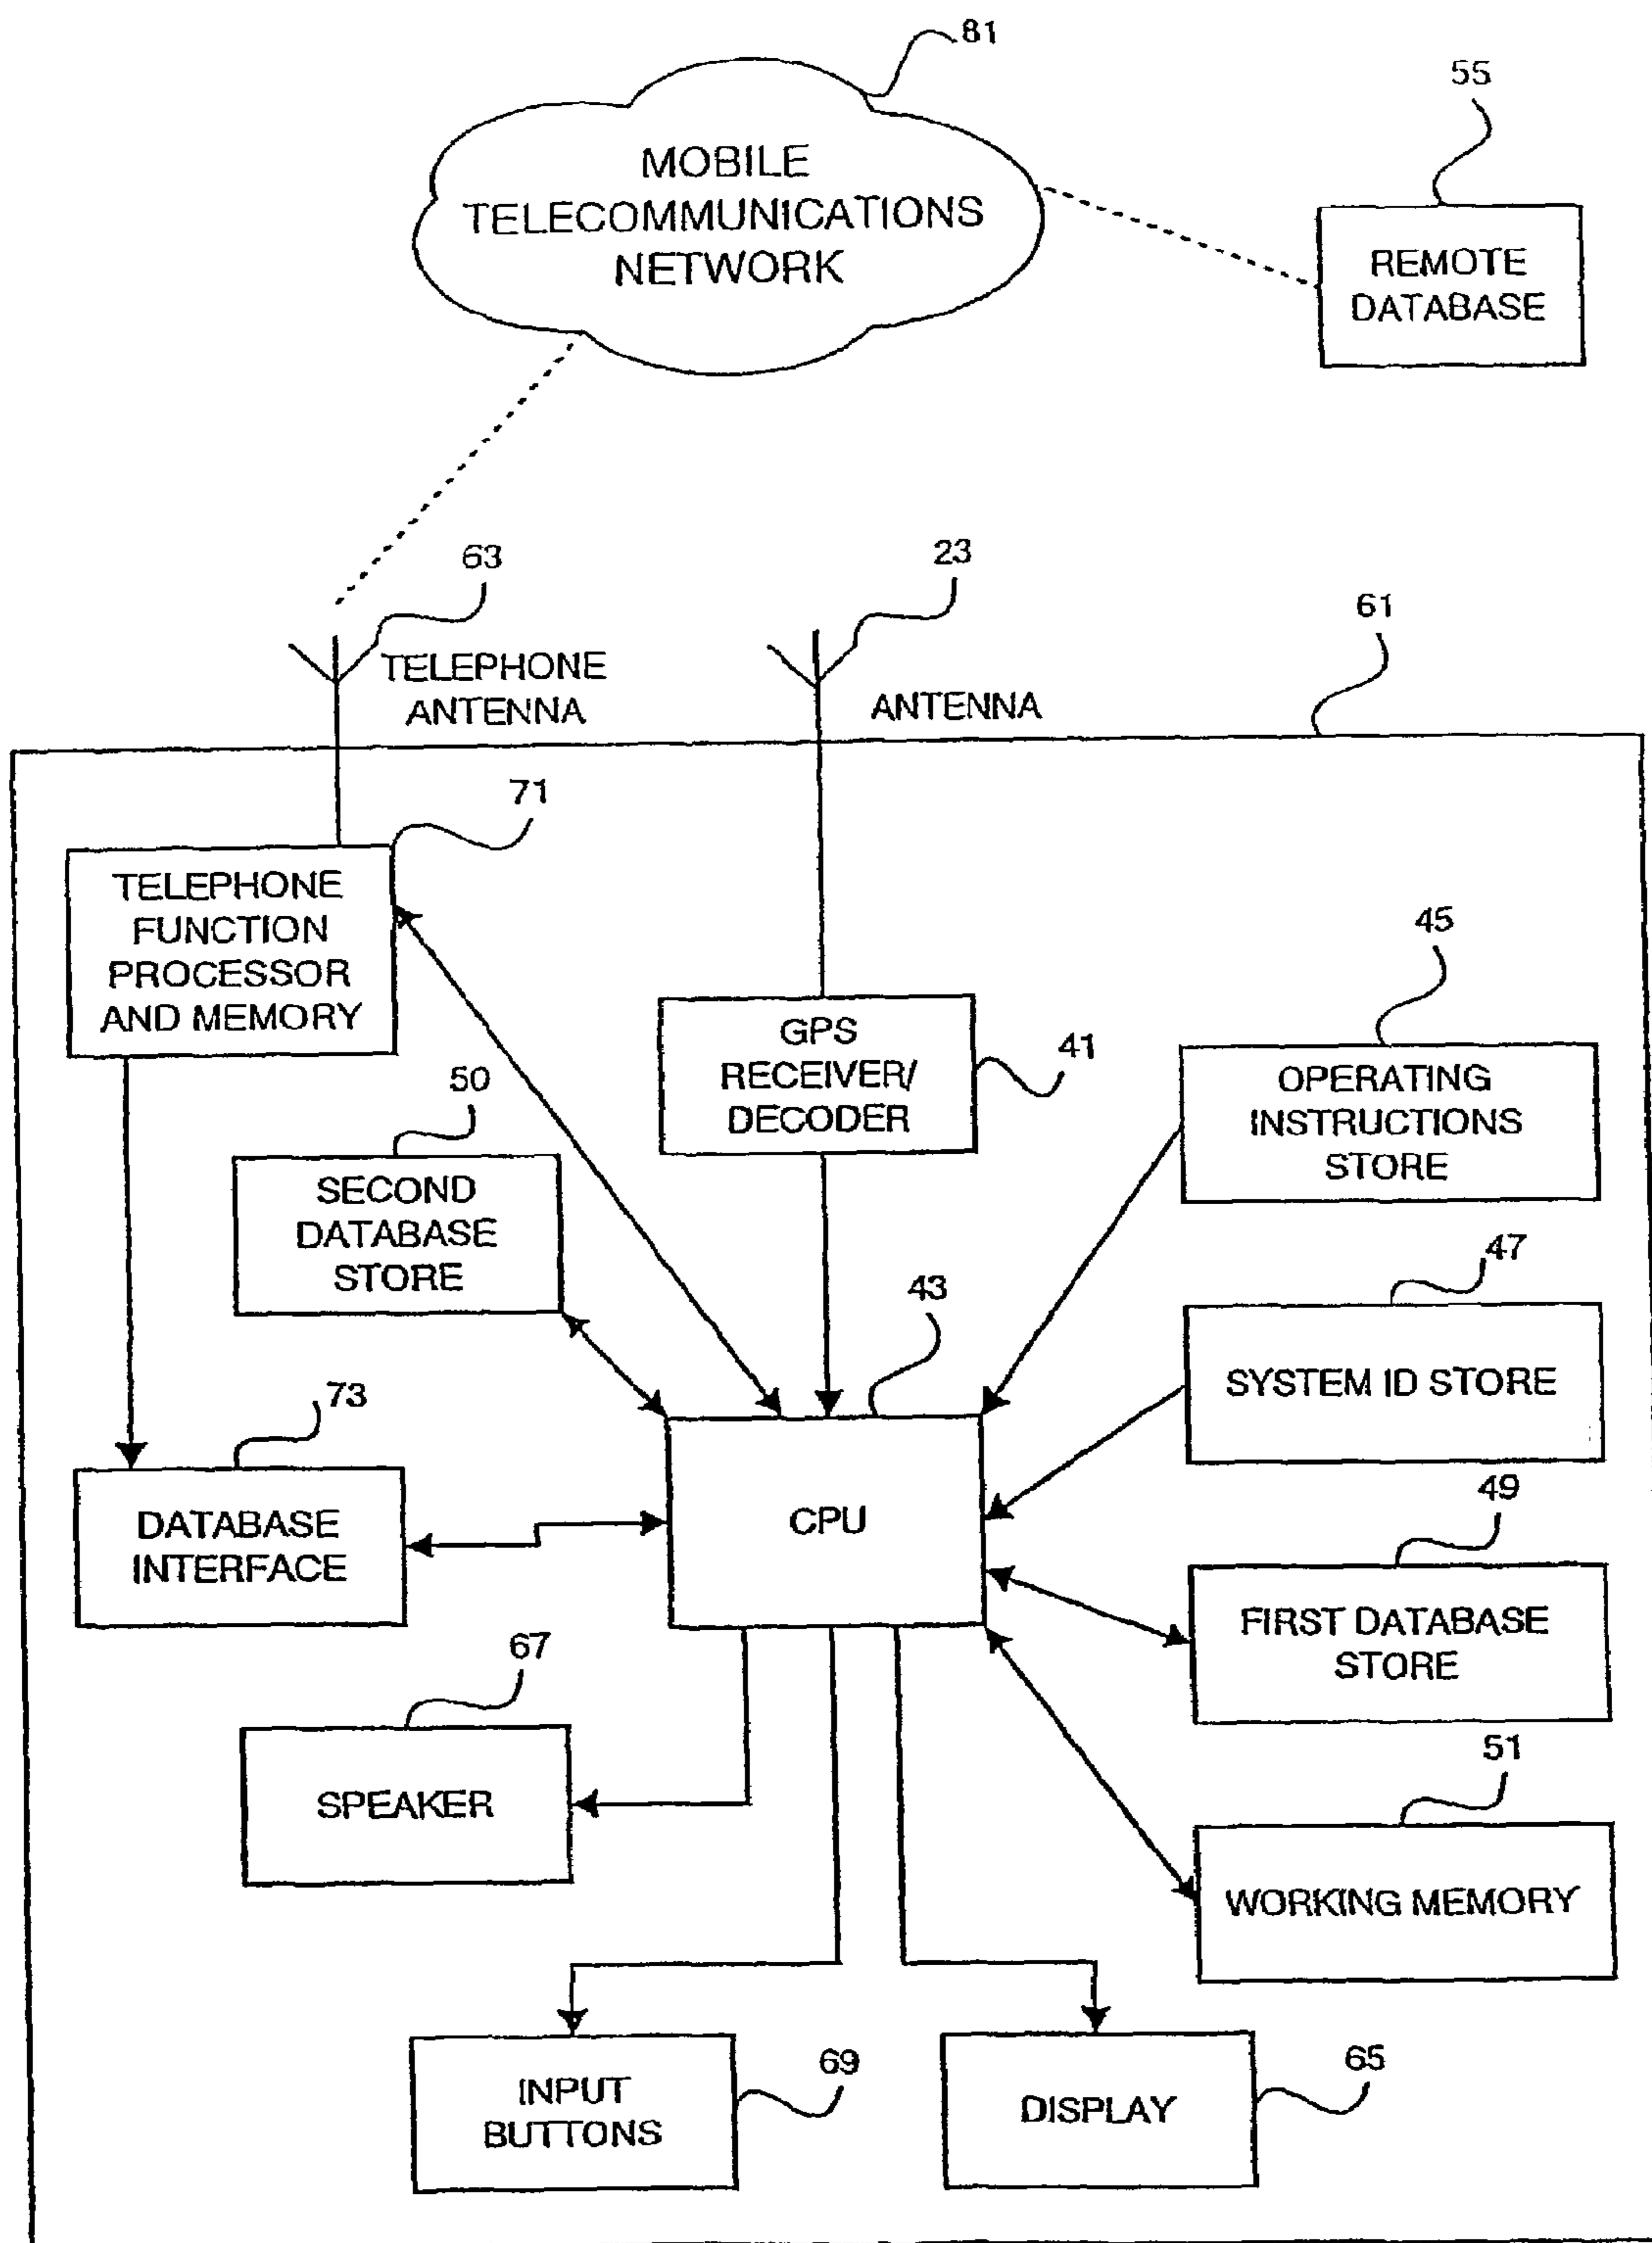 81
55
MOBILE
TELECOMMUNICATIONS
NETWORK
REMOTE
DATABASE
63
23
61
TELEPHONE
ANTENNA
ANTENNA
71
TELEPHONE
FUNCTION
PROCESSOR
AND MEMORY
45
GPS
RECEIVER/
DECODER
41
OPERATING
INSTRUCTIONS
STORE
50
SECOND
DATABASE
STORE
47
43
SYSTEM ID STORE
73
DATABASE
INTERFACE
CPU
49
FIRST DATABASE
STORE
67
SPEAKER
51
WORKING MEMORY
69
INPUT
BUTTONS
65
DISPLAY